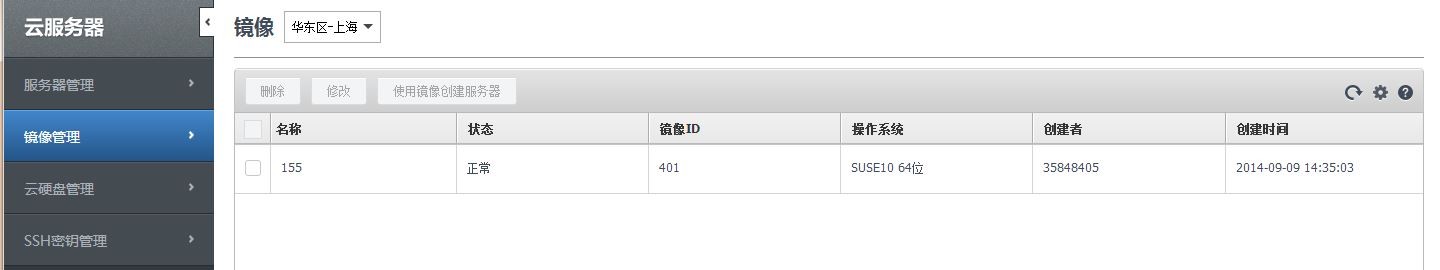 云服务器
镜像 华东区-上海
服务器管理
删除 修改 使用镜像创建服务器
名称 状态 镜像ID 操作系统 创建者 创建时间
镜像管理
155 正常 401 SUSE10 64位 35848405 2014-09-09 14:35:03
云硬盘管理
SSH密钥管理